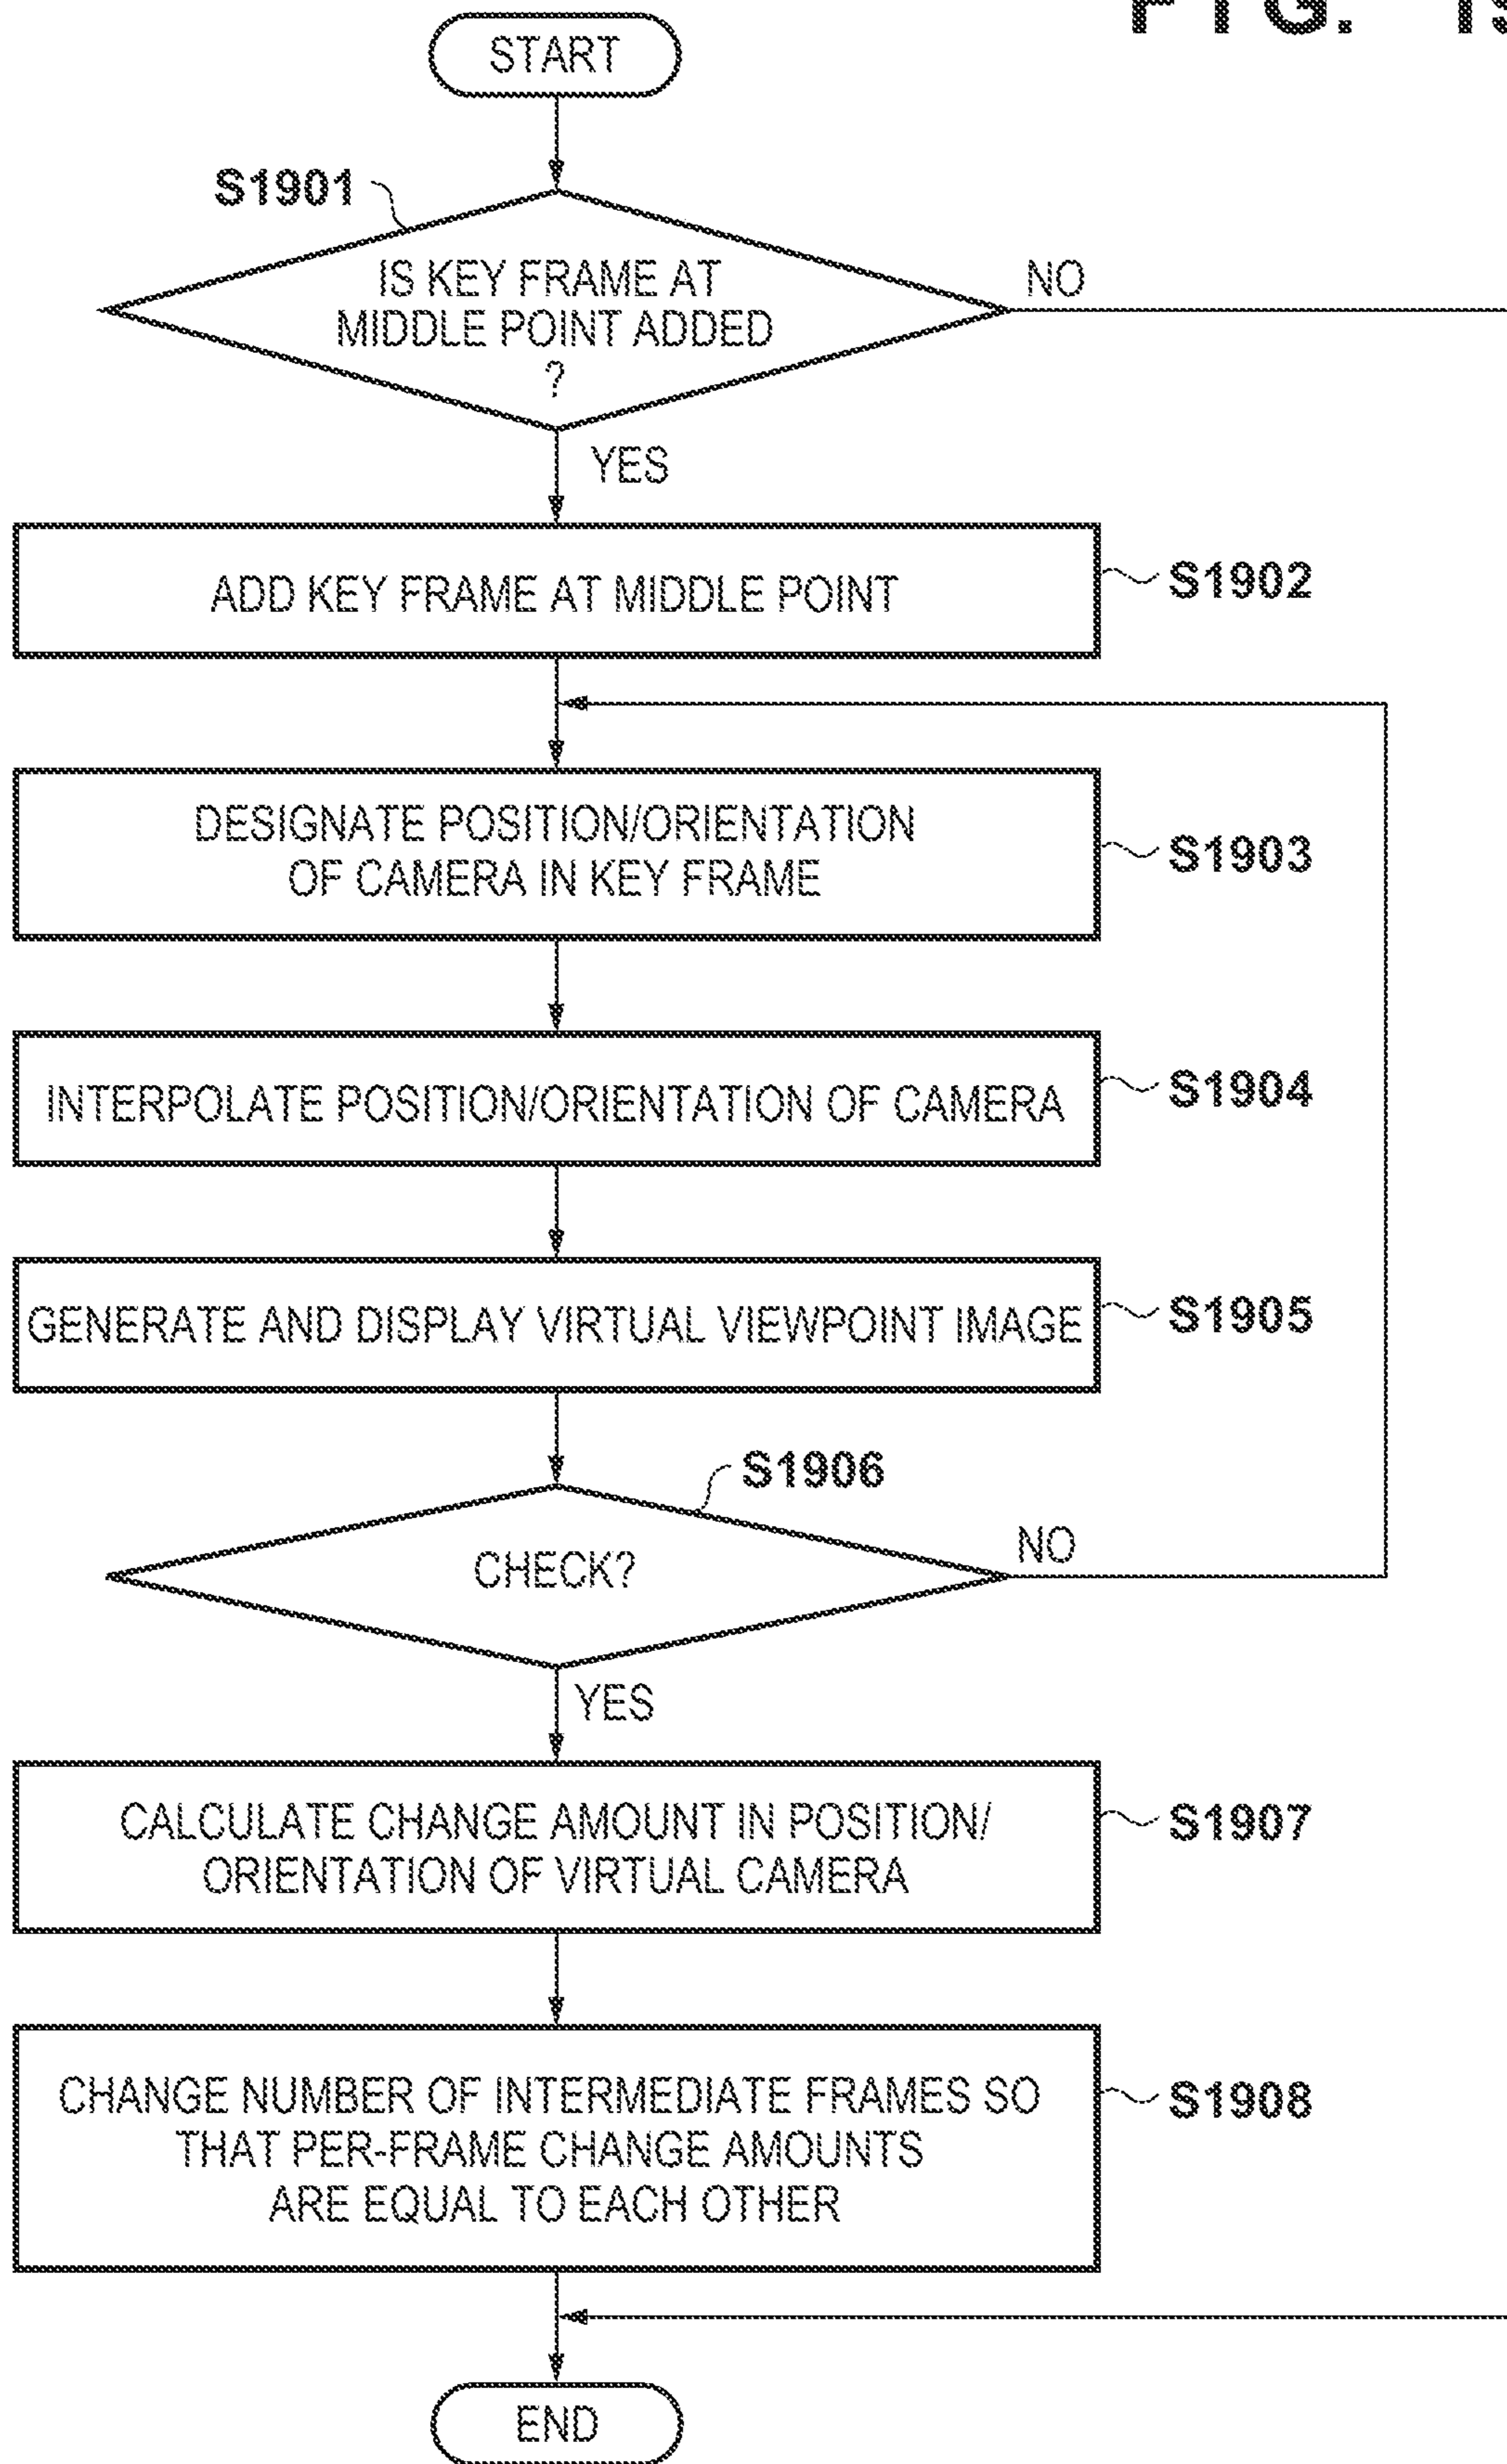 FIG. 19
START
S1901
IS KEY FRAME AT
MIDDLE POINT ADDED
?
NO
YES
ADD KEY FRAME AT MIDDLE POINT
S1902
DESIGNATE POSITION/ORIENTATION
OF CAMERA IN KEY FRAME
S1903
INTERPOLATE POSITION/ORIENTATION OF CAMERA
S1904
GENERATE AND DISPLAY VIRTUAL VIEWPOINT IMAGE
S1905
S1906
CHECK?
NO
YES
CALCULATE CHANGE AMOUNT IN POSITION/
ORIENTATION OF VIRTUAL CAMERA
S1907
CHANGE NUMBER OF INTERMEDIATE FRAMES SO
THAT PER-FRAME CHANGE AMOUNTS
ARE EQUAL TO EACH OTHER
S1908
END